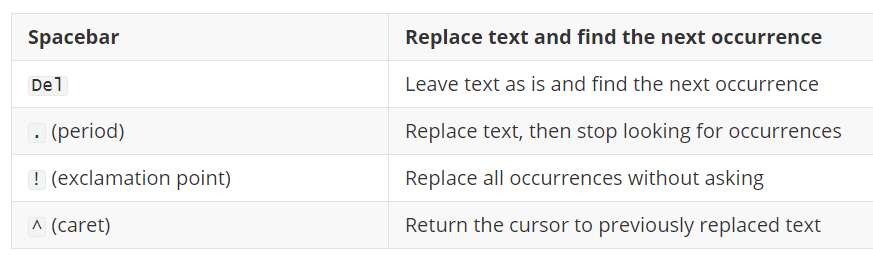 Spacebar Replace text and find the next occurrence
Del Leave text as is and find the next occurrence
. (period) Replace text, then stop looking for occurrences
! (exclamation point) Replace all occurrences without asking
^ (caret) Return the cursor to previously replaced text